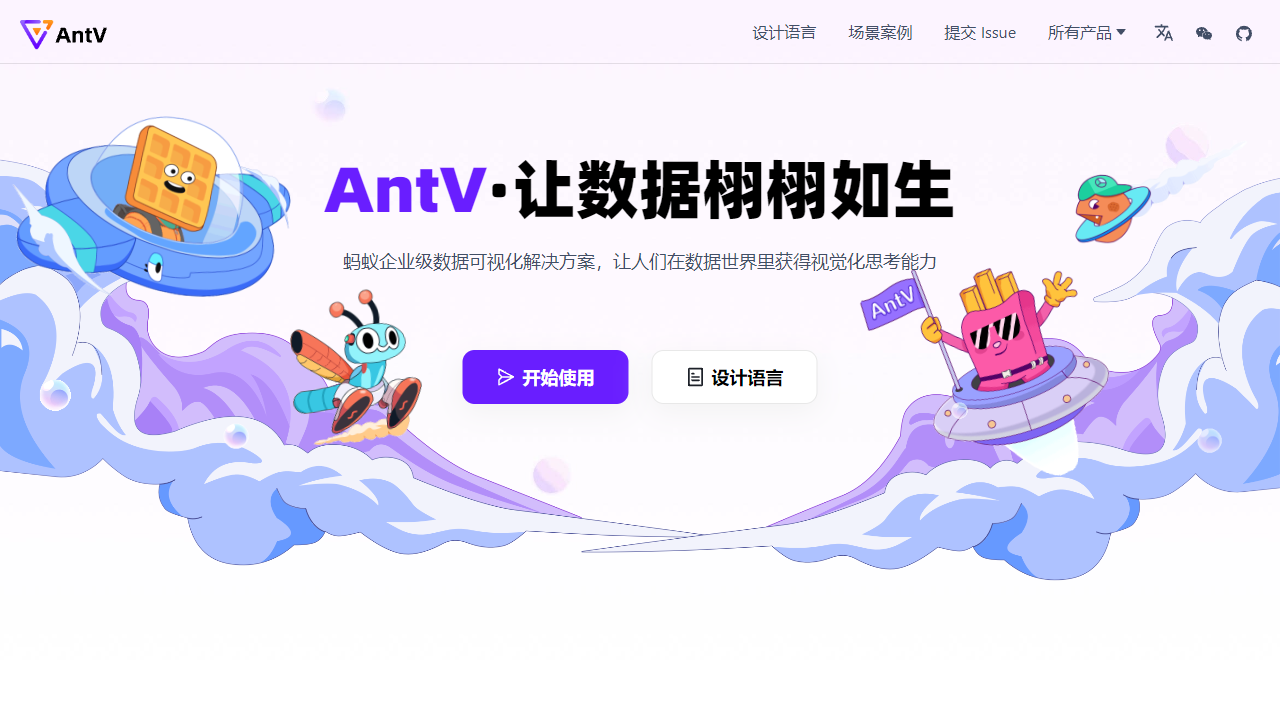 AntV
设计语言 场景案例 提交 Issue 所有产品
AntV·让数据栩栩如生
蚂蚁企业级数据可视化解决方案，让人们在数据世界里获得视觉化思考能力
AntV
开始使用 设计语言